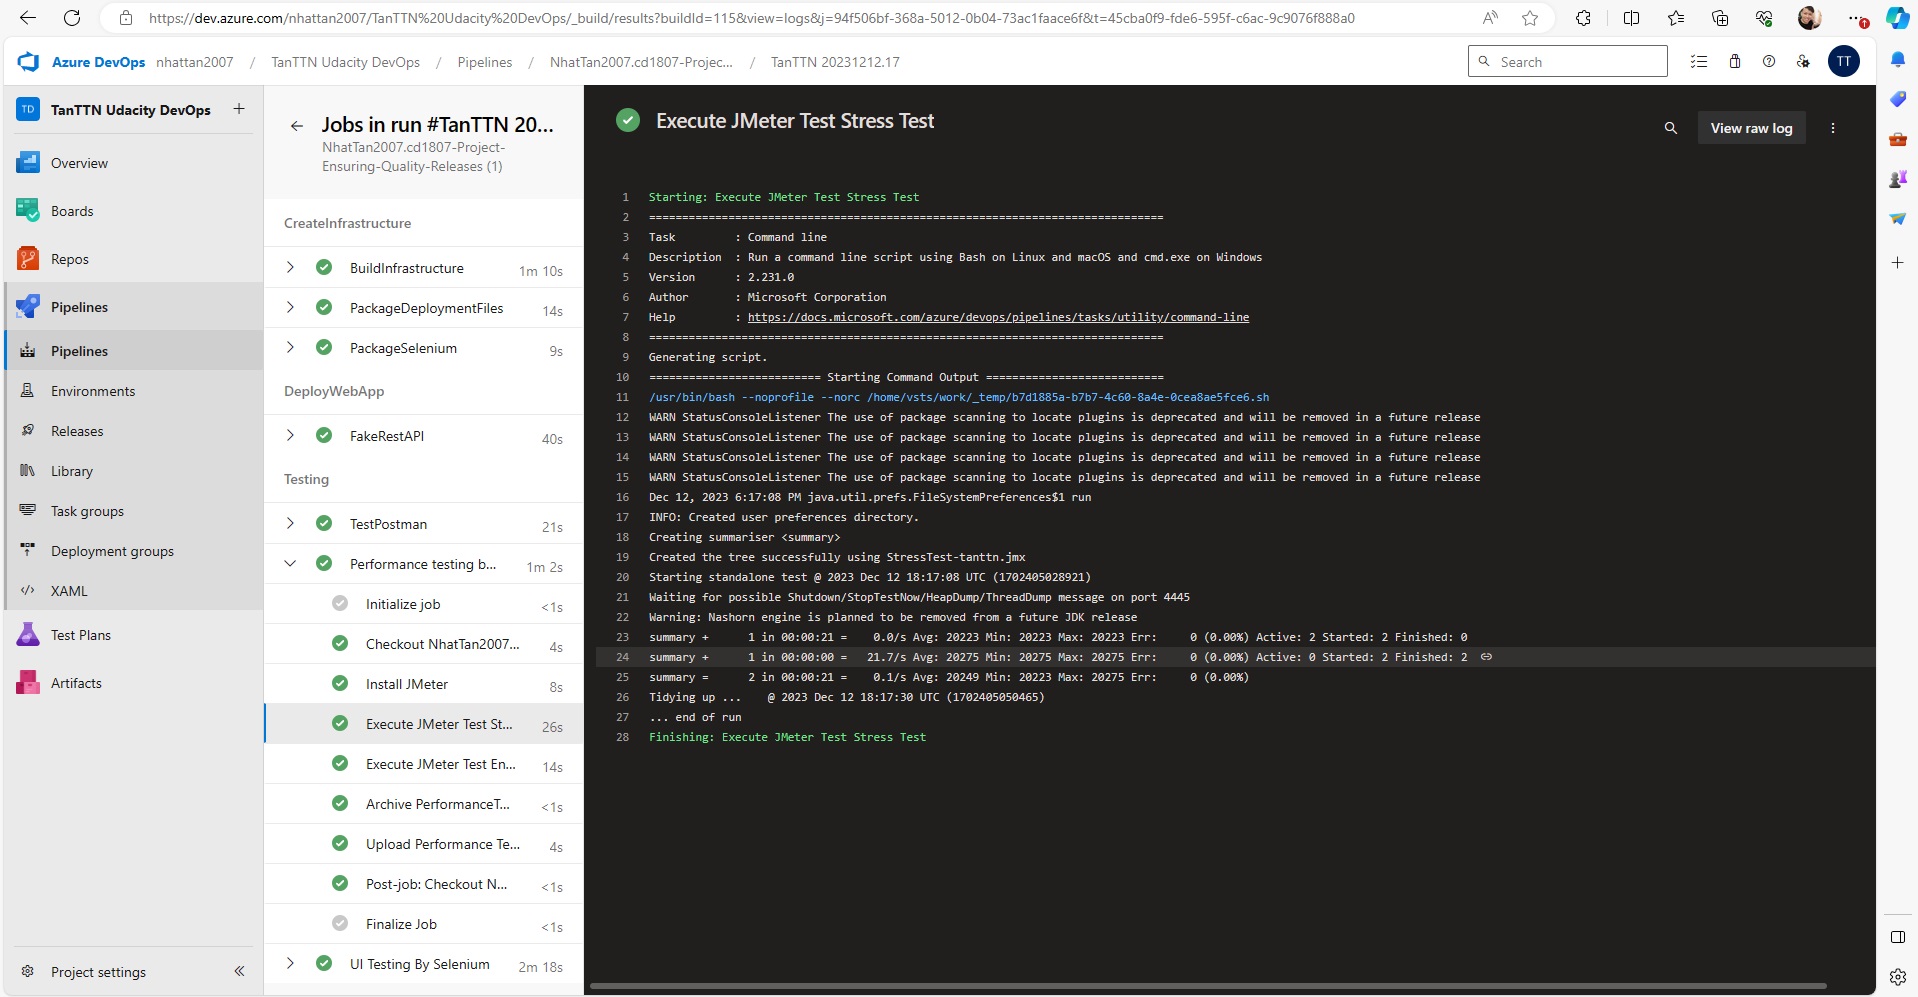 https://dev.azure.com/nhattan2007/TanTTN%20Udacity%20DevOps/_build/results?buildId=115&view=logs&j=94f506bf-368a-5012-0b04-73ac1faace6f&t=45cba0f9-fde6-595f-c6ac-9c9076f888a0
Azure DevOps nhattan2007 / TanTTN Udacity DevOps / Pipelines / NhatTan2007.cd1807-Projec... / TanTTN 20231212.17
Search
TT
TD TanTTN Udacity DevOps
Overview
Boards
Repos
Pipelines
Pipelines
Environments
Releases
Library
Task groups
Deployment groups
XAML
Test Plans
Artifacts
Project settings
Jobs in run #TanTTN 20...
NhatTan2007.cd1807-Project-
Ensuring-Quality-Releases (1)
CreateInfrastructure
BuildInfrastructure 1m 10s
PackageDeploymentFiles 14s
PackageSelenium 9s
DeployWebApp
FakeRestAPI 40s
Testing
TestPostman 21s
Performance testing b... 1m 2s
Initialize job <1s
Checkout NhatTan2007... 4s
Install JMeter 8s
Execute JMeter Test St... 26s
Execute JMeter Test En... 14s
Archive PerformanceT... <1s
Upload Performance Te... 4s
Post-job: Checkout N... <1s
Finalize Job <1s
UI Testing By Selenium 2m 18s
Execute JMeter Test Stress Test
View raw log
1 Starting: Execute JMeter Test Stress Test
2 ==============================================================================
3 Task         : Command line
4 Description  : Run a command line script using Bash on Linux and macOS and cmd.exe on Windows
5 Version      : 2.231.0
6 Author       : Microsoft Corporation
7 Help         : https://docs.microsoft.com/azure/devops/pipelines/tasks/utility/command-line
8 ==============================================================================
9 Generating script.
10 ========================== Starting Command Output ===========================
11 /usr/bin/bash --noprofile --norc /home/vsts/work/_temp/b7d1885a-b7b7-4c60-8a4e-0cea8ae5fce6.sh
12 WARN StatusConsoleListener The use of package scanning to locate plugins is deprecated and will be removed in a future release
13 WARN StatusConsoleListener The use of package scanning to locate plugins is deprecated and will be removed in a future release
14 WARN StatusConsoleListener The use of package scanning to locate plugins is deprecated and will be removed in a future release
15 WARN StatusConsoleListener The use of package scanning to locate plugins is deprecated and will be removed in a future release
16 Dec 12, 2023 6:17:08 PM java.util.prefs.FileSystemPreferences$1 run
17 INFO: Created user preferences directory.
18 Creating summariser <summary>
19 Created the tree successfully using StressTest-tanttn.jmx
20 Starting standalone test @ 2023 Dec 12 18:17:08 UTC (1702405028921)
21 Waiting for possible Shutdown/StopTestNow/HeapDump/ThreadDump message on port 4445
22 Warning: Nashorn engine is planned to be removed from a future JDK release
23 summary +      1 in 00:00:21 =    0.0/s Avg: 20223 Min: 20223 Max: 20223 Err:     0 (0.00%) Active: 2 Started: 2 Finished: 0
24 summary +      1 in 00:00:00 =   21.7/s Avg: 20275 Min: 20275 Max: 20275 Err:     0 (0.00%) Active: 0 Started: 2 Finished: 2
25 summary =      2 in 00:00:21 =    0.1/s Avg: 20249 Min: 20223 Max: 20275 Err:     0 (0.00%)
26 Tidying up ...    @ 2023 Dec 12 18:17:30 UTC (1702405050465)
27 ... end of run
28 Finishing: Execute JMeter Test Stress Test